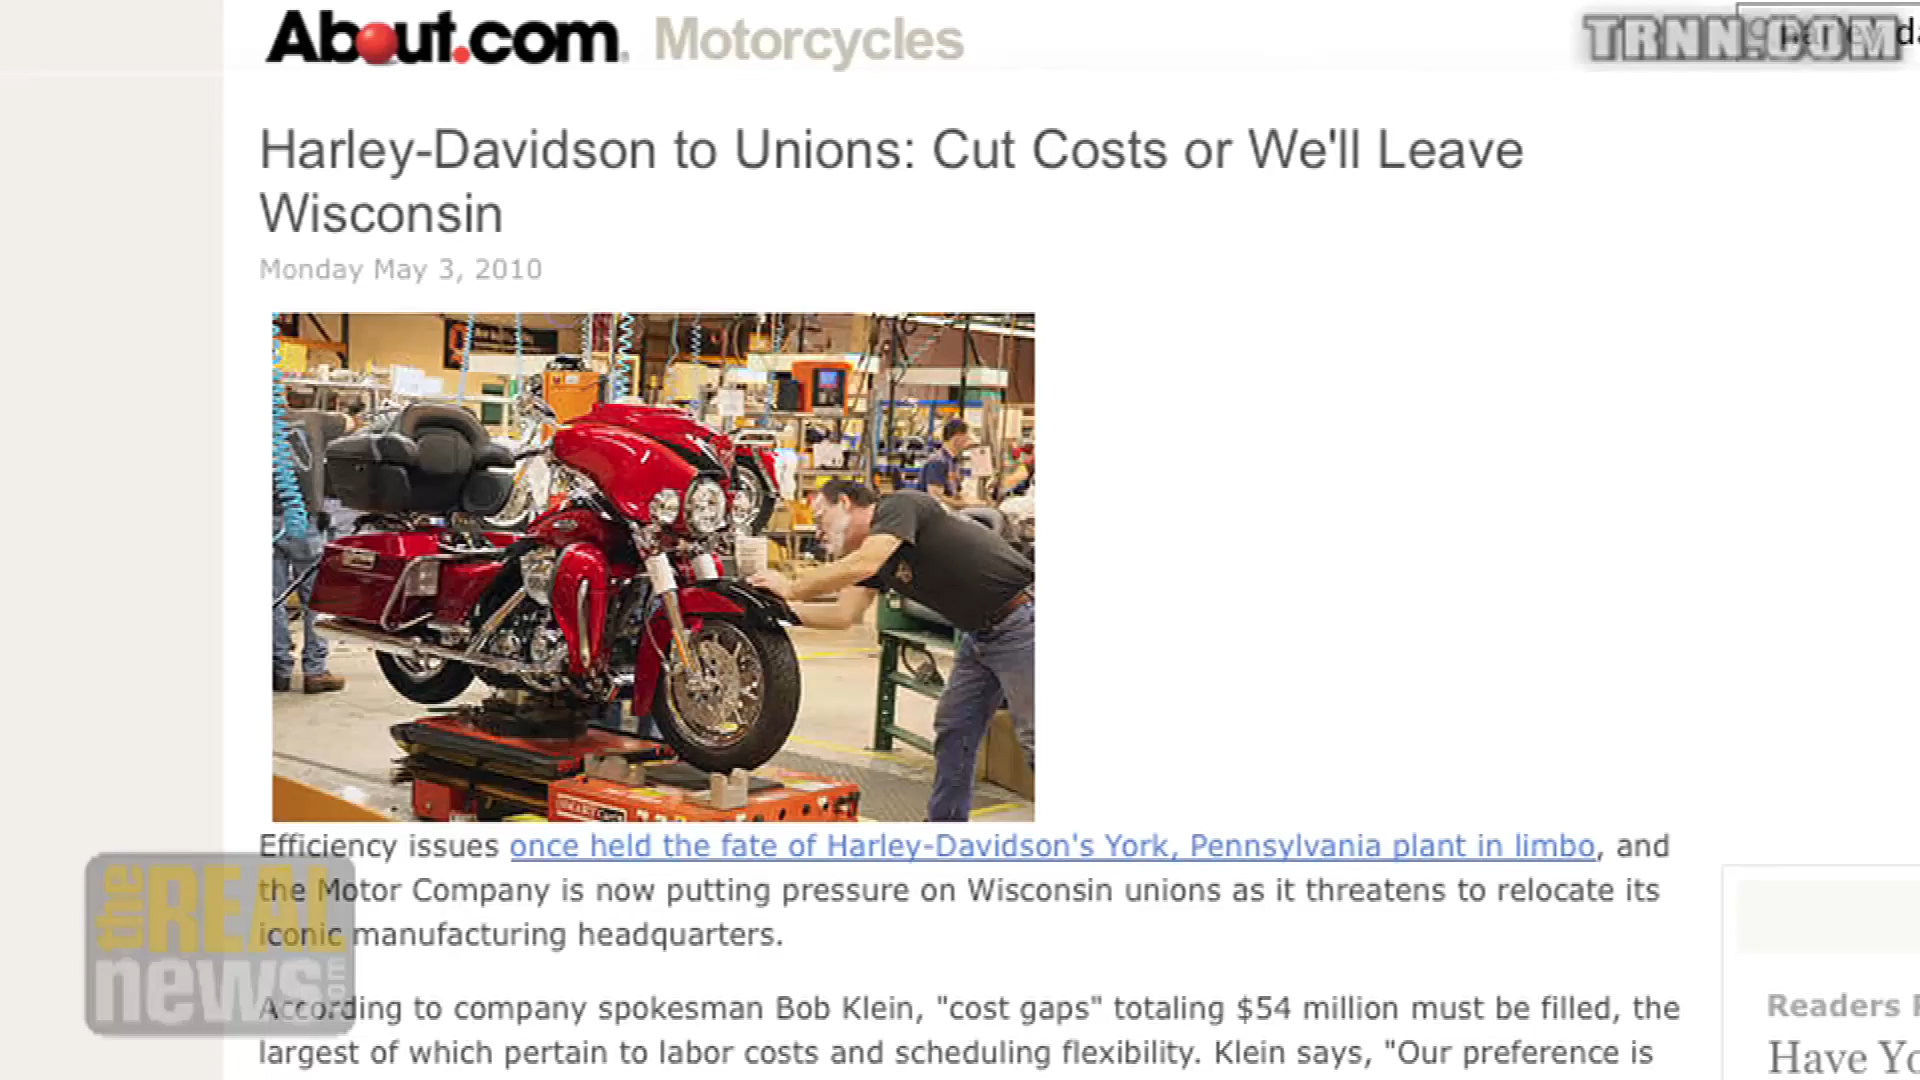 About.com Motorcycles
TRNN.COM
Harley-Davidson to Unions: Cut Costs or We'll Leave
Wisconsin
Monday May 3, 2010
Efficiency issues once held the fate of Harley-Davidson's York, Pennsylvania plant in limbo, and
the Motor Company is now putting pressure on Wisconsin unions as it threatens to relocate its
iconic manufacturing headquarters.
According to company spokesman Bob Klein, "cost gaps" totaling $54 million must be filled, the
largest of which pertain to labor costs and scheduling flexibility. Klein says, "Our preference is
the REAL
news.com
Readers
Have Yo